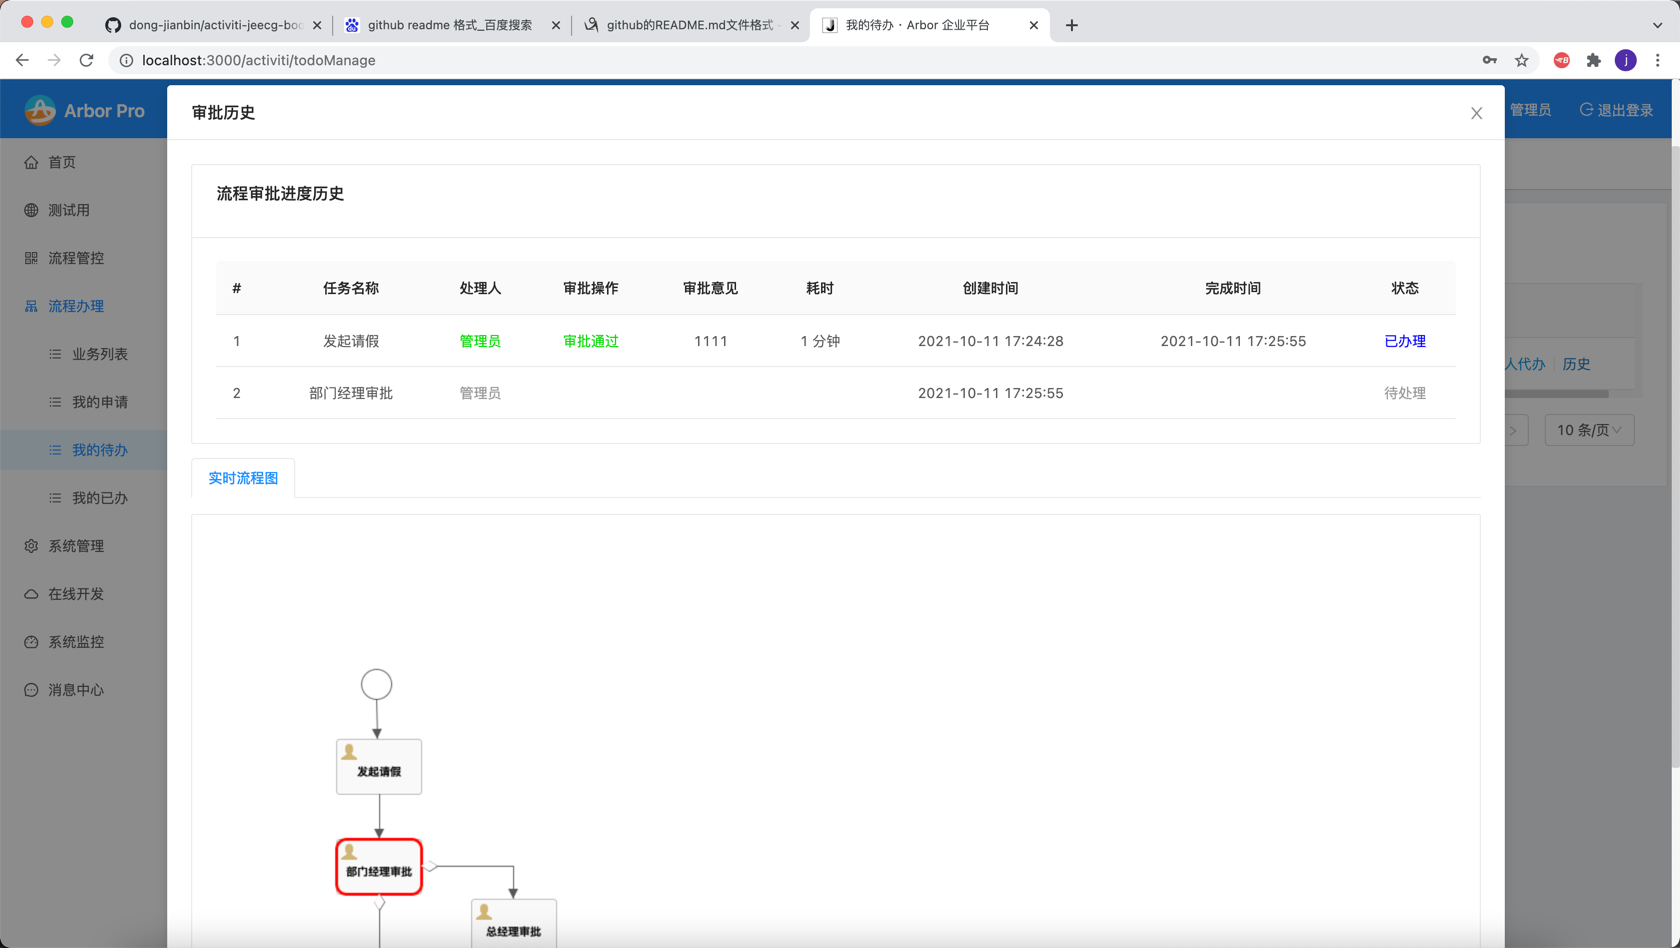 dong-jianbin/activiti-jeecg-boo
github readme 格式_百度搜索
github的README.md文件格式
我的待办 · Arbor 企业平台
localhost:3000/activiti/todoManage
j
Arbor Pro
管理员
退出登录
审批历史
首页
测试用
流程管控
流程办理
业务列表
我的申请
我的待办
我的已办
系统管理
在线开发
系统监控
消息中心
流程审批进度历史
# 任务名称 处理人 审批操作 审批意见 耗时 创建时间 完成时间 状态
1 发起请假 管理员 审批通过 1111 1 分钟 2021-10-11 17:24:28 2021-10-11 17:25:55 已办理
2 部门经理审批 管理员 2021-10-11 17:25:55 待处理
人代办 历史
10 条/页
实时流程图
发起请假
部门经理审批
总经理审批